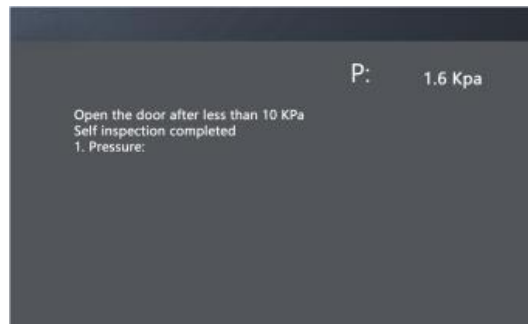 P: 1.6 Kpa
Open the door after less than 10 KPa
Self inspection completed
1. Pressure: